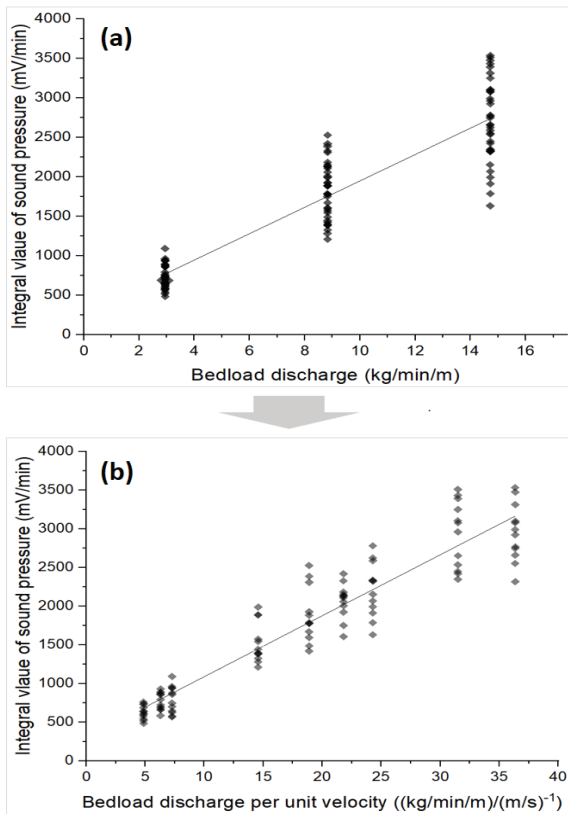 (a)
Integral vlaue of sound pressure (mV/min)
4000
3500
3000
2500
2000
1500
1000
500
0
0 2 4 6 8 10 12 14 16
Bedload discharge (kg/min/m)
(b)
Integral vlaue of sound pressure (mV/min)
4000
3500
3000
2500
2000
1500
1000
500
0
0 5 10 15 20 25 30 35 40
Bedload discharge per unit velocity ((kg/min/m)/(m/s)⁻¹)